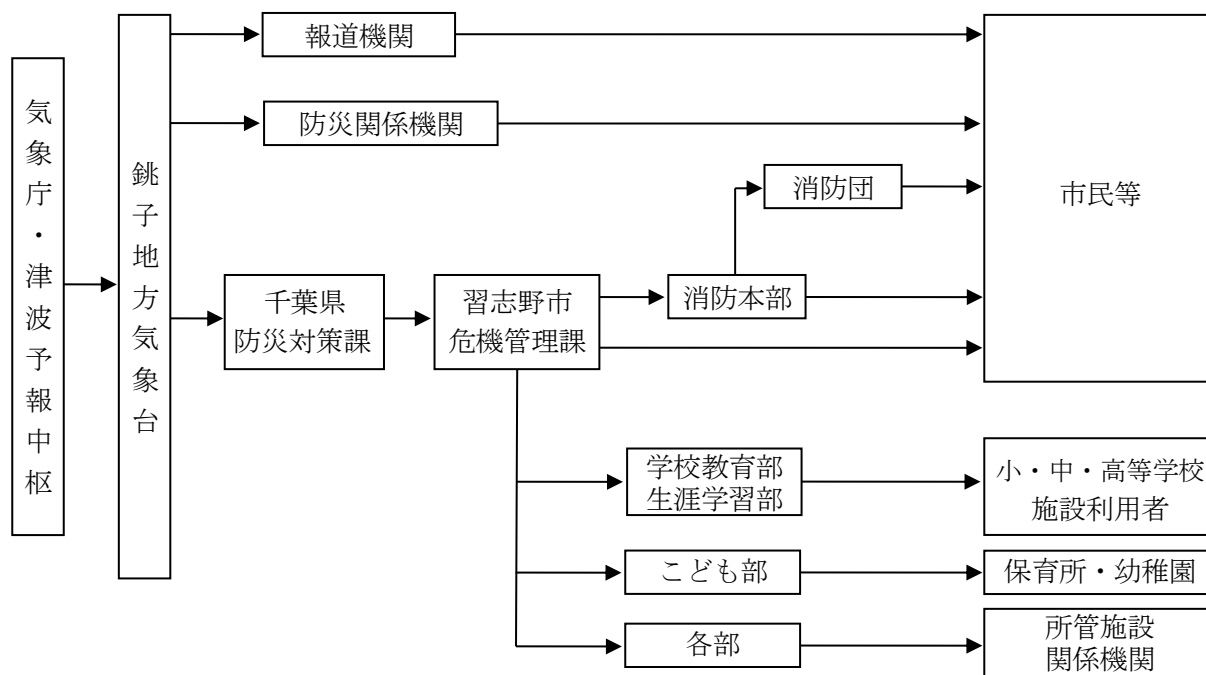 気象庁・津波予報中枢
銚子地方気象台
報道機関
防災関係機関
消防団
市民等
千葉県
防災対策課
習志野市
危機管理課
消防本部
学校教育部
生涯学習部
小・中・高等学校
施設利用者
こども部
保育所・幼稚園
各部
所管施設
関係機関